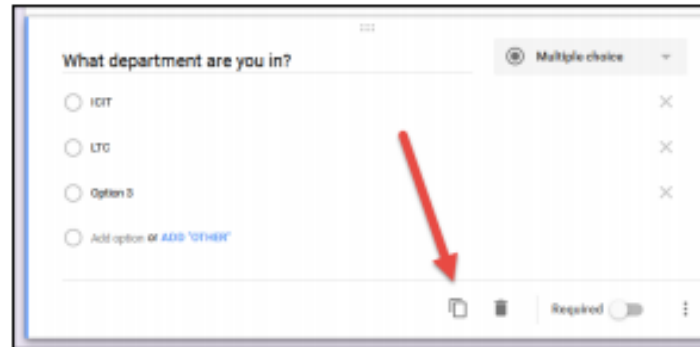 What department are you in?
Multiple choice
ICIT
LTC
Option 3
Add option or ADD "OTHER"
Required